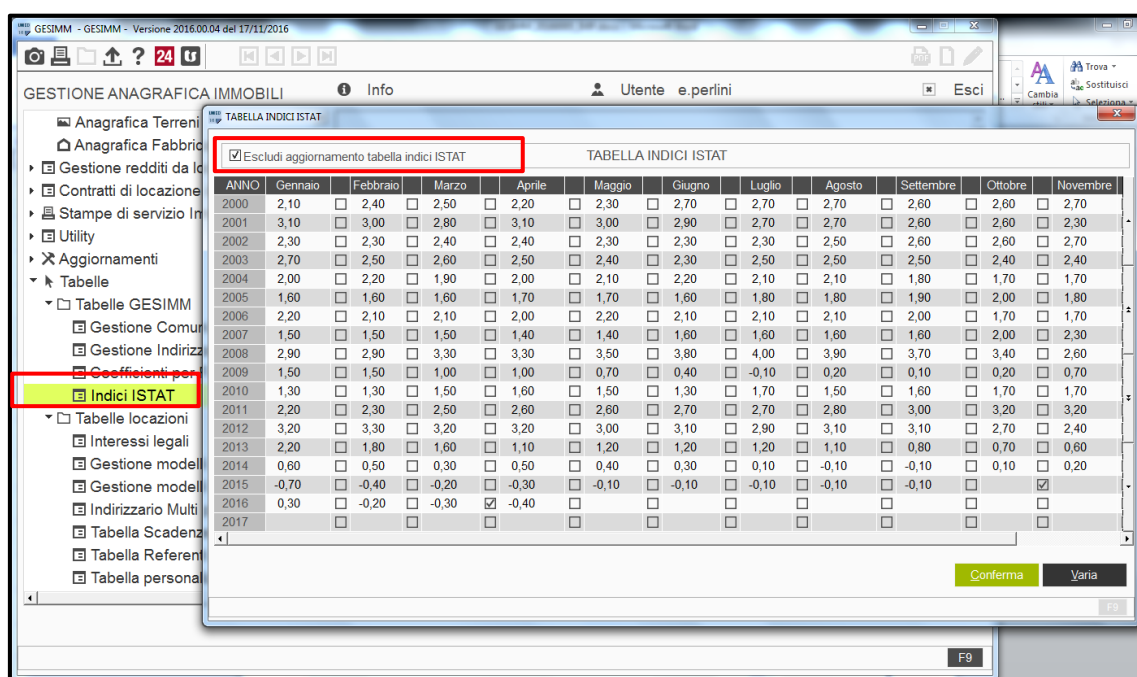 GESIMM - GESIMM - Versione 2016.00.04 del 17/11/2016
? 24
GESTIONE ANAGRAFICA IMMOBILI Info Utente e.perlini Esci
Trova
Sostituisci
Cambia
Seleziona
Anagrafica Terreni
Anagrafica Fabbric
Gestione redditi da lo
Contratti di locazione
Stampe di servizio Im
Utility
Aggiornamenti
Tabelle
Tabelle GESIMM
Gestione Comun
Gestione Indirizz
Coefficienti per
Indici ISTAT
Tabelle locazioni
Interessi legali
Gestione modell
Gestione modell
Indirizzario Multi
Tabella Scadenz
Tabella Referent
Tabella personal
TABELLA INDICI ISTAT
Escludi aggiornamento tabella indici ISTAT TABELLA INDICI ISTAT
ANNO Gennaio Febbraio Marzo Aprile Maggio Giugno Luglio Agosto Settembre Ottobre Novembre
2000 2,10 2,40 2,50 2,20 2,30 2,70 2,70 2,70 2,60 2,60 2,70
2001 3,10 3,00 2,80 3,10 3,00 2,90 2,70 2,70 2,60 2,60 2,30
2002 2,30 2,30 2,40 2,40 2,30 2,30 2,30 2,50 2,60 2,60 2,70
2003 2,70 2,50 2,60 2,50 2,40 2,30 2,50 2,50 2,50 2,40 2,40
2004 2,00 2,20 1,90 2,00 2,10 2,20 2,10 2,10 1,80 1,70 1,70
2005 1,60 1,60 1,60 1,70 1,70 1,60 1,80 1,80 1,90 2,00 1,80
2006 2,20 2,10 2,10 2,00 2,20 2,10 2,10 2,10 2,00 1,70 1,70
2007 1,50 1,50 1,50 1,40 1,40 1,60 1,60 1,60 1,60 2,00 2,30
2008 2,90 2,90 3,30 3,30 3,50 3,80 4,00 3,90 3,70 3,40 2,60
2009 1,50 1,50 1,00 1,00 0,70 0,40 -0,10 0,20 0,10 0,20 0,70
2010 1,30 1,30 1,50 1,60 1,50 1,30 1,70 1,50 1,60 1,70 1,70
2011 2,20 2,30 2,50 2,60 2,60 2,70 2,70 2,80 3,00 3,20 3,20
2012 3,20 3,30 3,20 3,20 3,00 3,10 2,90 3,10 3,10 2,70 2,40
2013 2,20 1,80 1,60 1,10 1,20 1,20 1,20 1,10 0,80 0,70 0,60
2014 0,60 0,50 0,30 0,50 0,40 0,30 0,10 -0,10 -0,10 0,10 0,20
2015 -0,70 -0,40 -0,20 -0,30 -0,10 -0,10 -0,10 -0,10 -0,10
2016 0,30 -0,20 -0,30 -0,40
2017
Conferma Varia
F9
F9